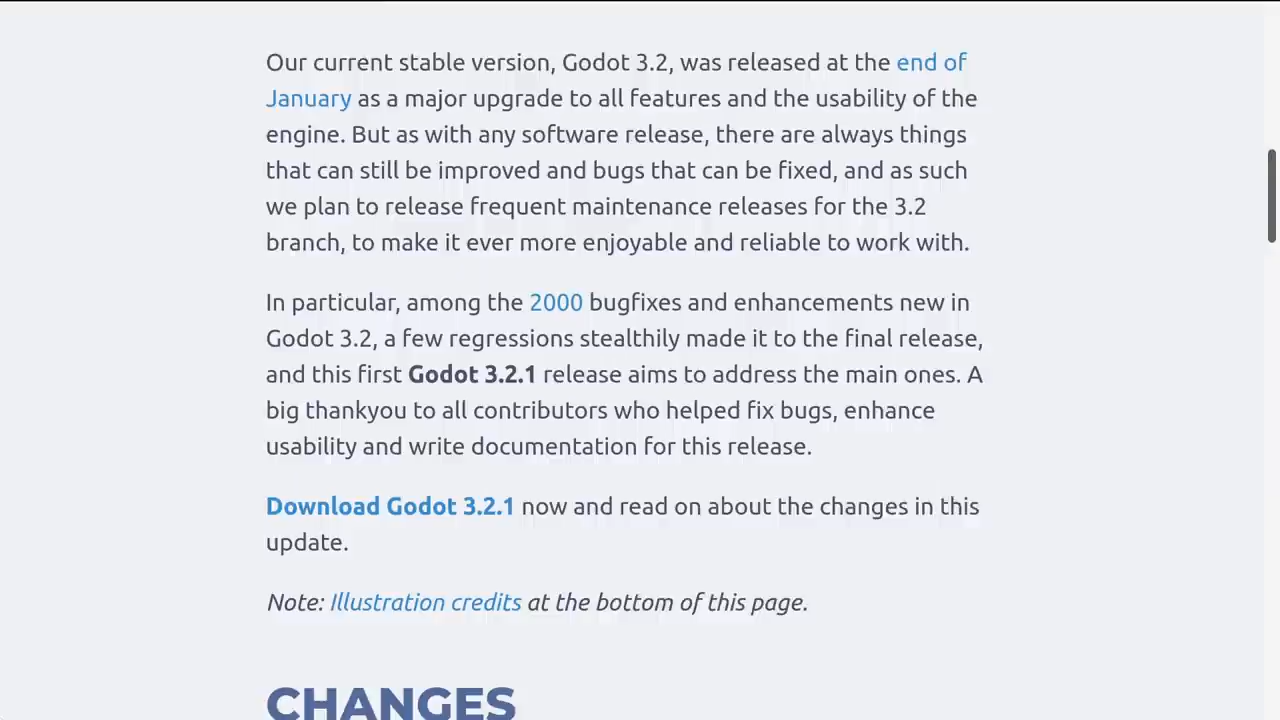 Our current stable version, Godot 3.2, was released at the end of
January as a major upgrade to all features and the usability of the
engine. But as with any software release, there are always things
that can still be improved and bugs that can be fixed, and as such
we plan to release frequent maintenance releases for the 3.2
branch, to make it ever more enjoyable and reliable to work with.
In particular, among the 2000 bugfixes and enhancements new in
Godot 3.2, a few regressions stealthily made it to the final release,
and this first Godot 3.2.1 release aims to address the main ones. A
big thankyou to all contributors who helped fix bugs, enhance
usability and write documentation for this release.
Download Godot 3.2.1 now and read on about the changes in this
update.
Note: Illustration credits at the bottom of this page.
CHANGES